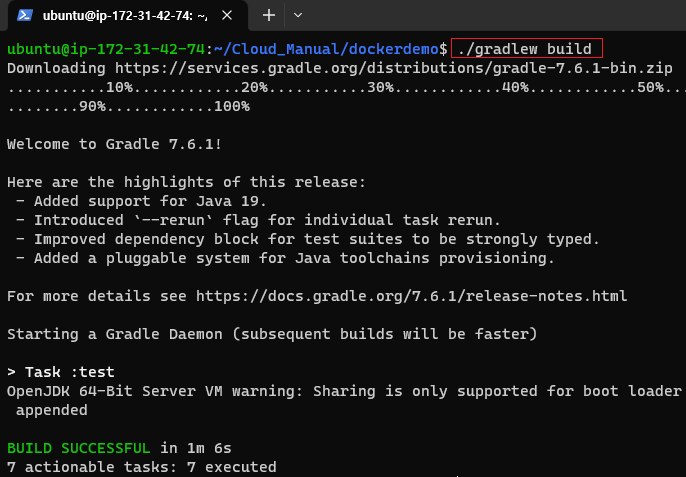 ubuntu@ip-172-31-42-74: ~/
ubuntu@ip-172-31-42-74:~/Cloud_Manual/dockerdemo$ ./gradlew build
Downloading https://services.gradle.org/distributions/gradle-7.6.1-bin.zip
...........10%............20%...........30%............40%............50%...
........90%............100%
Welcome to Gradle 7.6.1!
Here are the highlights of this release:
- Added support for Java 19.
- Introduced `--rerun` flag for individual task rerun.
- Improved dependency block for test suites to be strongly typed.
- Added a pluggable system for Java toolchains provisioning.
For more details see https://docs.gradle.org/7.6.1/release-notes.html
Starting a Gradle Daemon (subsequent builds will be faster)
> Task :test
OpenJDK 64-Bit Server VM warning: Sharing is only supported for boot loader
appended
BUILD SUCCESSFUL in 1m 6s
7 actionable tasks: 7 executed